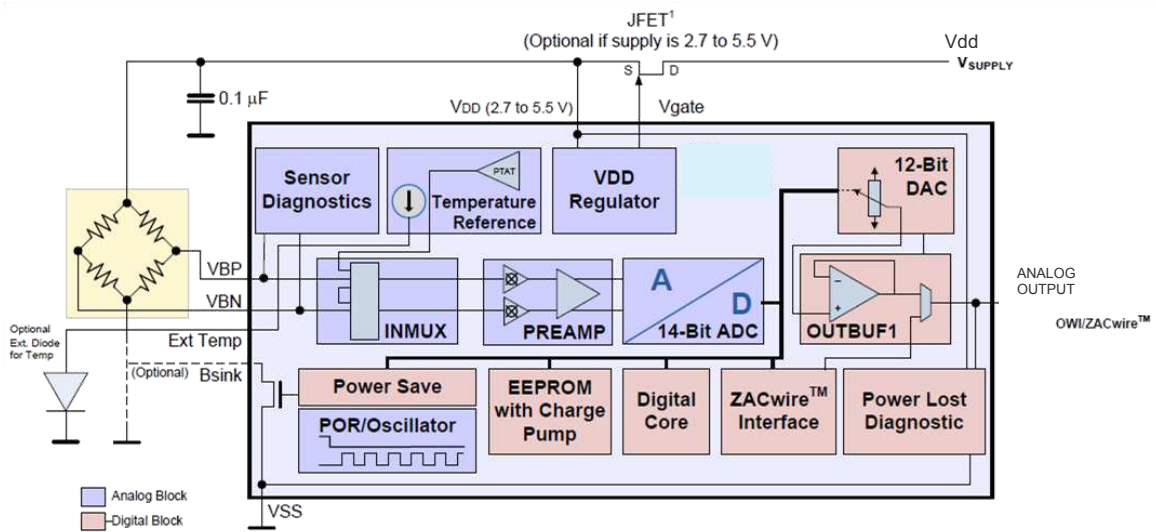 JFET1
(Optional if supply is 2.7 to 5.5 V)
Vdd
VSUPPLY
S
D
0.1 µF
VDD (2.7 to 5.5 V)
Vgate
Sensor
Diagnostics
PTAT
Temperature
Reference
VDD
Regulator
12-Bit
DAC
VBP
VBN
INMUX
PREAMP
A
D
14-Bit ADC
−
+
OUTBUF1
ANALOG
OUTPUT
OWI/ZACwire™
Optional
Ext. Diode
for Temp
Ext Temp
(Optional)
Bsink
Power Save
POR/Oscillator
EEPROM
with Charge
Pump
Digital
Core
ZACwire™
Interface
Power Lost
Diagnostic
VSS
Analog Block
Digital Block